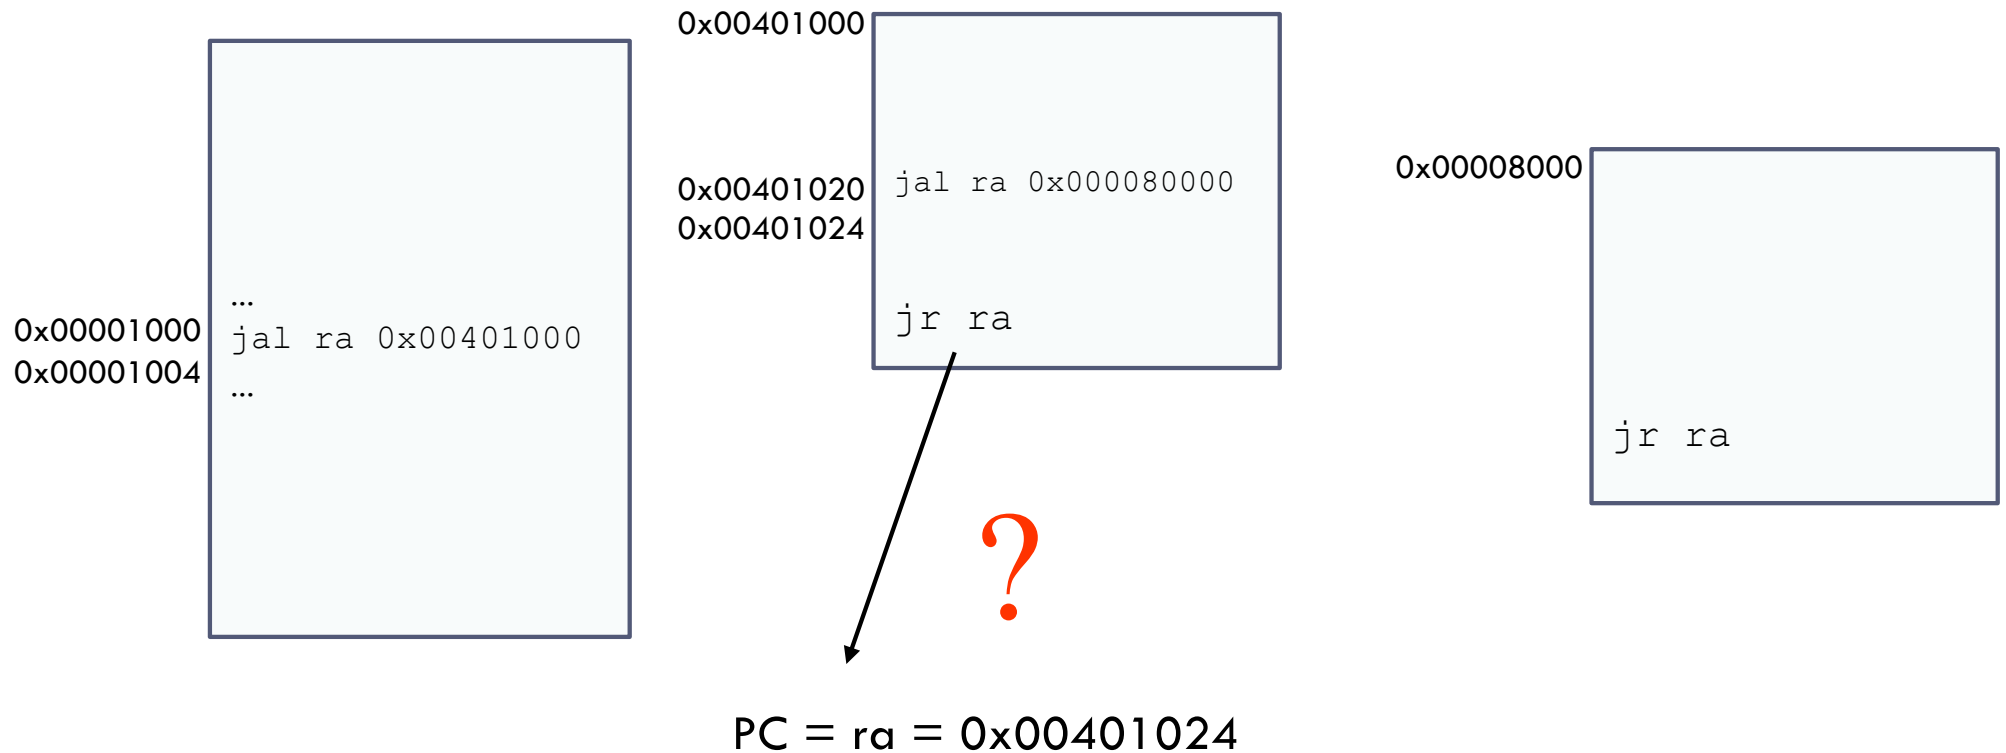 ...
0x00001000
jal ra 0x00401000
0x00001004
...
0x00401000
0x00401020
jal ra 0x000080000
0x00401024
jr ra
0x00008000
jr ra
?
PC = ra = 0x00401024